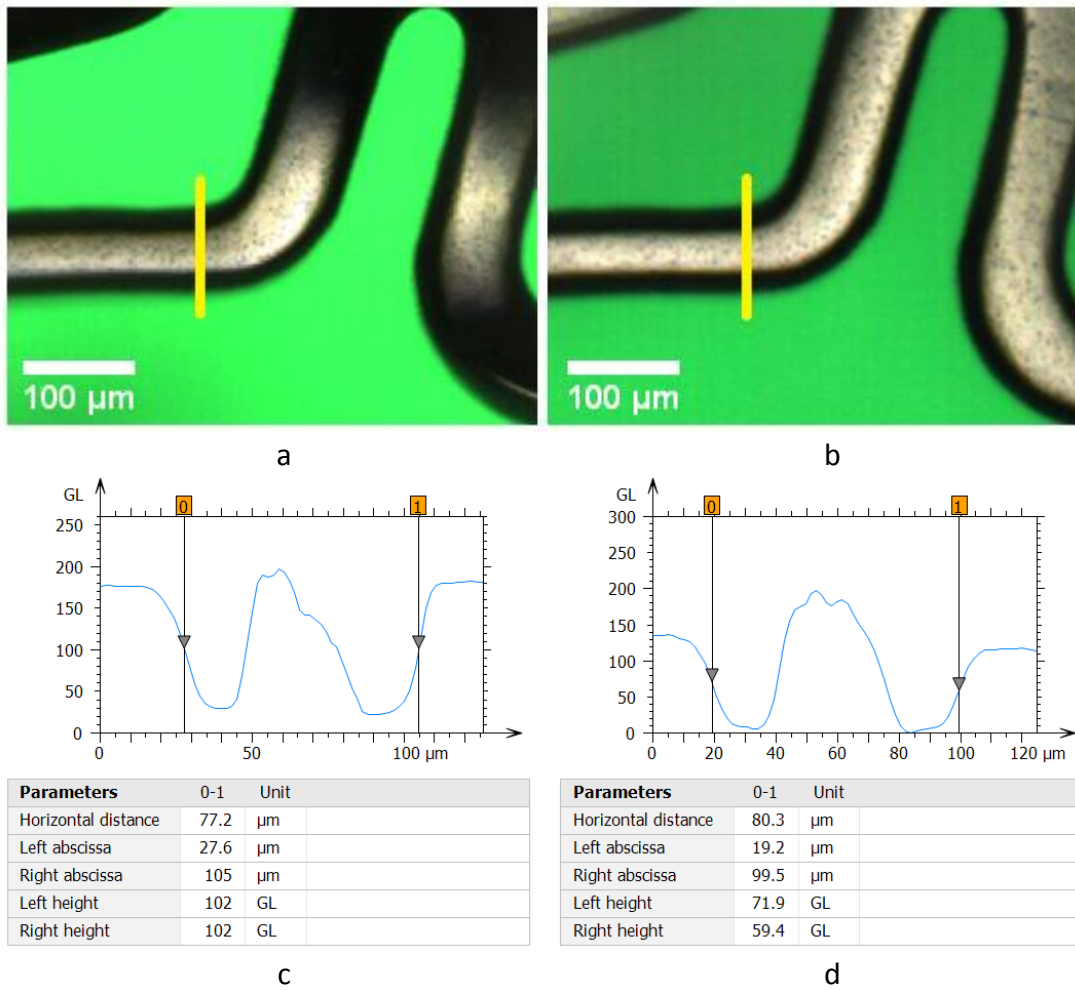 100 µm
100 µm
a
b
GL
0
1
250
200
150
100
50
0
0
50
100 µm
GL
0
1
300
250
200
150
100
50
0
0
20
40
60
80
100
120 µm
Parameters 0-1 Unit
Horizontal distance 77.2 µm
Left abscissa 27.6 µm
Right abscissa 105 µm
Left height 102 GL
Right height 102 GL
Parameters 0-1 Unit
Horizontal distance 80.3 µm
Left abscissa 19.2 µm
Right abscissa 99.5 µm
Left height 71.9 GL
Right height 59.4 GL
c
d